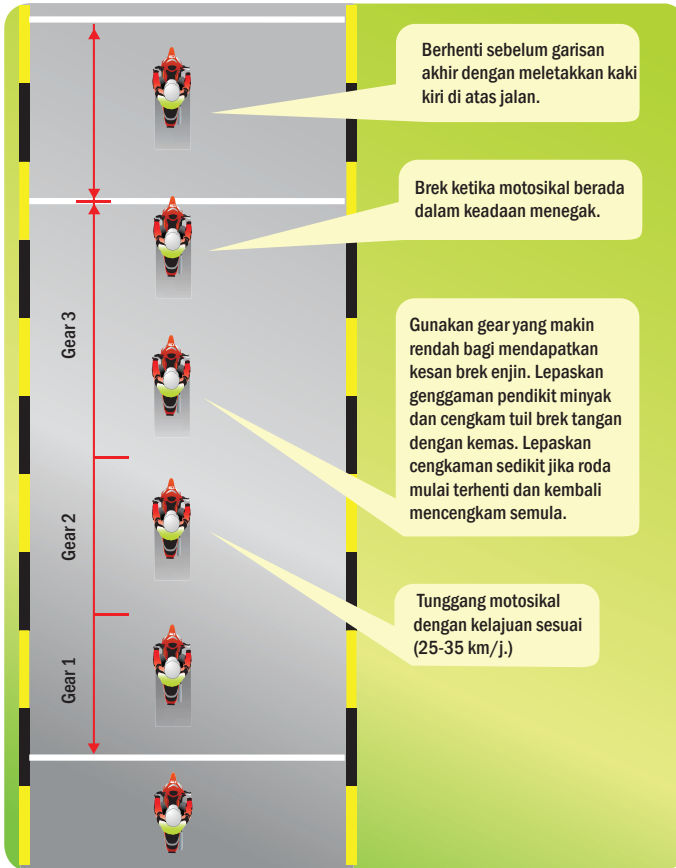 Berhenti sebelum garisan
akhir dengan meletakkan kaki
kiri di atas jalan.
Brek ketika motosikal berada
dalam keadaan menegak.
Gear 3
Gunakan gear yang makin
rendah bagi mendapatkan
kesan brek enjin. Lepaskan
genggaman pendikit minyak
dan cengkam tuil brek tangan
dengan kemas. Lepaskan
cengkaman sedikit jika roda
mulai terhenti dan kembali
mencengkam semula.
Gear 2
Tunggang motosikal
dengan kelajuan sesuai
(25-35 km/j.)
Gear 1